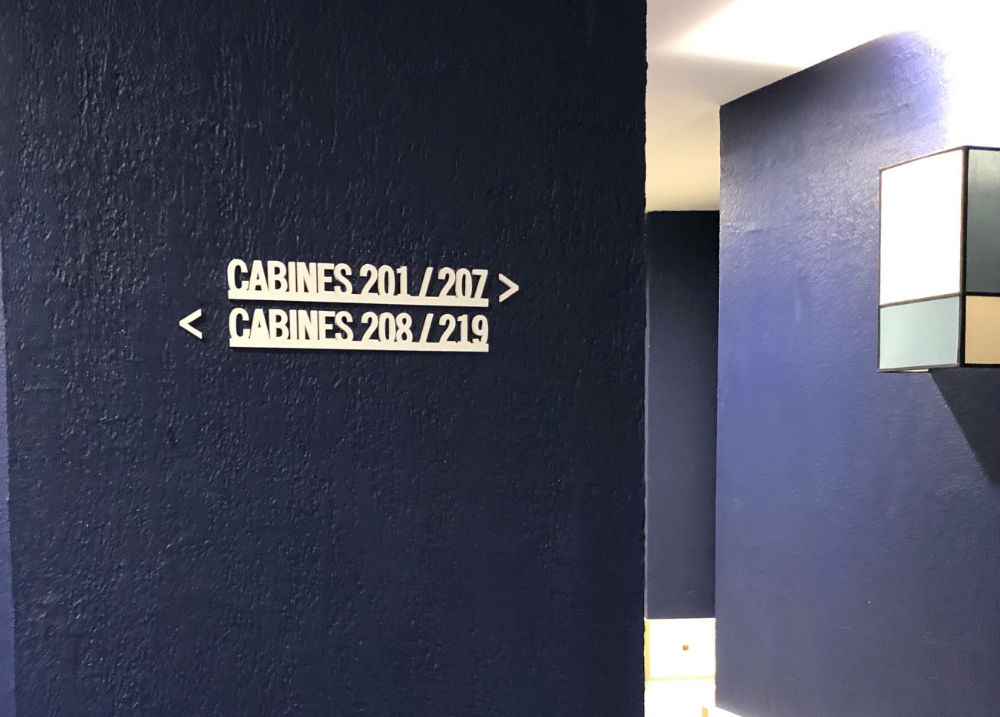 CABINES 201 / 207 >
< CABINES 208 / 219